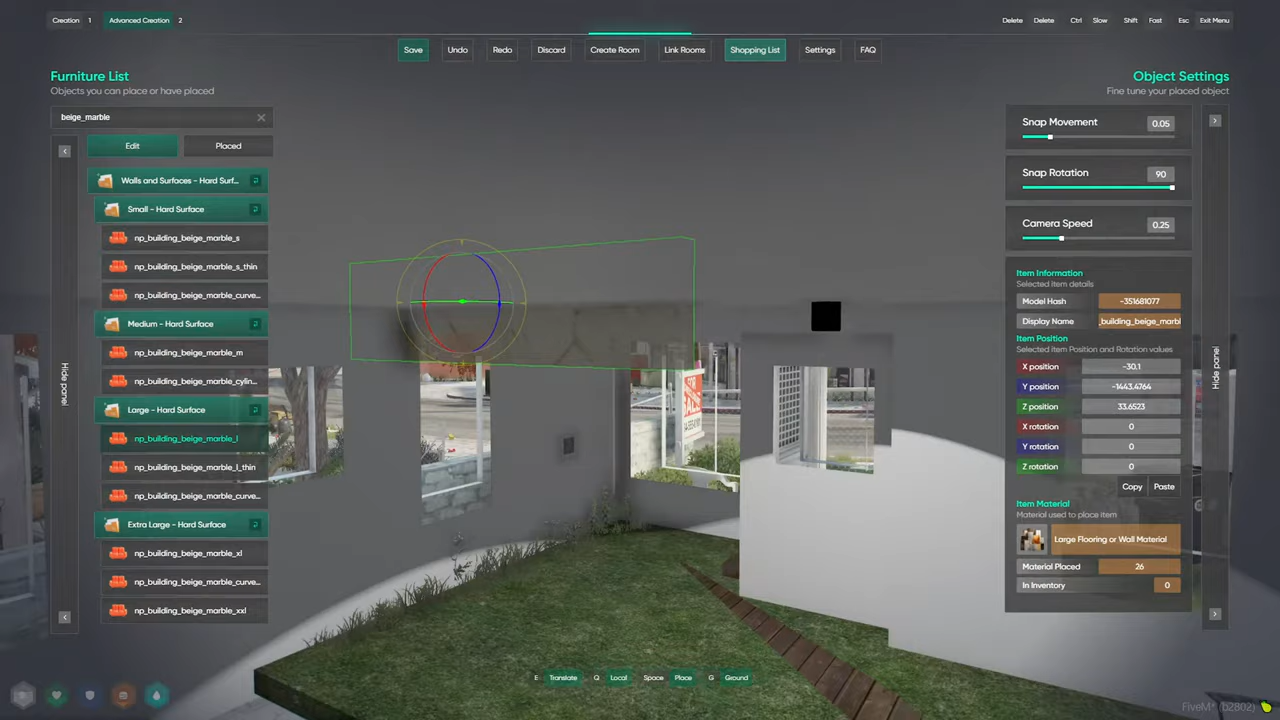 Creation 1 Advanced Creation 2
Delete Delete Ctrl Slow Shift Fast Esc Exit Menu
Save Undo Redo Discard Create Room Link Rooms Shopping List Settings FAQ
Furniture List
Objects you can place or have placed
beige_marble
Edit Placed
Hide panel
Walls and Surfaces - Hard Surf...
Small - Hard Surface
np_building_beige_marble_s
np_building_beige_marble_s_thin
np_building_beige_marble_curve...
Medium - Hard Surface
np_building_beige_marble_m
np_building_beige_marble_cylin...
Large - Hard Surface
np_building_beige_marble_l
np_building_beige_marble_l_thin
np_building_beige_marble_curve...
Extra Large - Hard Surface
np_building_beige_marble_xl
np_building_beige_marble_curve...
np_building_beige_marble_xxl
FOR
SALE
Object Settings
Fine tune your placed object
Snap Movement 0.05
Snap Rotation 90
Camera Speed 0.25
Item Information
Selected item details
Model Hash -351681077
Display Name _building_beige_marbl
Item Position
Selected item Position and Rotation values
X position -30.1
Y position -1443.4764
Z position 33.6523
X rotation 0
Y rotation 0
Z rotation 0
Copy Paste
Item Material
Material used to place item
Large Flooring or Wall Material
Material Placed 26
In Inventory 0
Hide panel
E Translate Q Local Space Place G Ground
FiveM* (b2802)